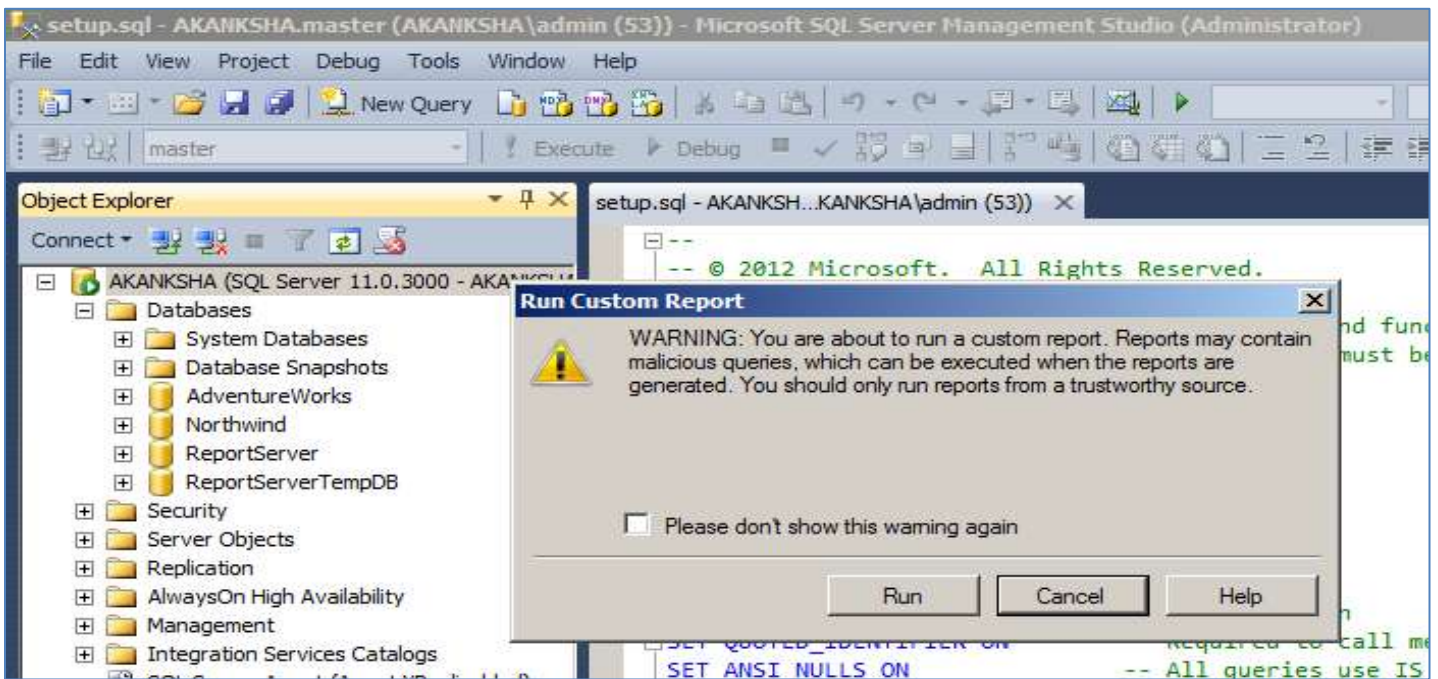 setup.sql - AKANKSHA.master (AKANKSHA\admin (53)) - Microsoft SQL Server Management Studio (Administrator)
File Edit View Project Debug Tools Window Help
New Query
master Execute Debug
Object Explorer
setup.sql - AKANKSH...KANKSHA\admin (53))
Connect
--
-- © 2012 Microsoft. All Rights Reserved.
AKANKSHA (SQL Server 11.0.3000 -
Databases
System Databases
Database Snapshots
AdventureWorks
Northwind
ReportServer
ReportServerTempDB
Security
Server Objects
Replication
AlwaysOn High Availability
Management
Integration Services Catalogs
Run Custom Report
WARNING: You are about to run a custom report. Reports may contain
malicious queries, which can be executed when the reports are
generated. You should only run reports from a trustworthy source.
Please don't show this warning again
Run Cancel Help
must be
SET QUOTED_IDENTIFIER ON
call
SET ANSI NULLS ON -- All queries use IS